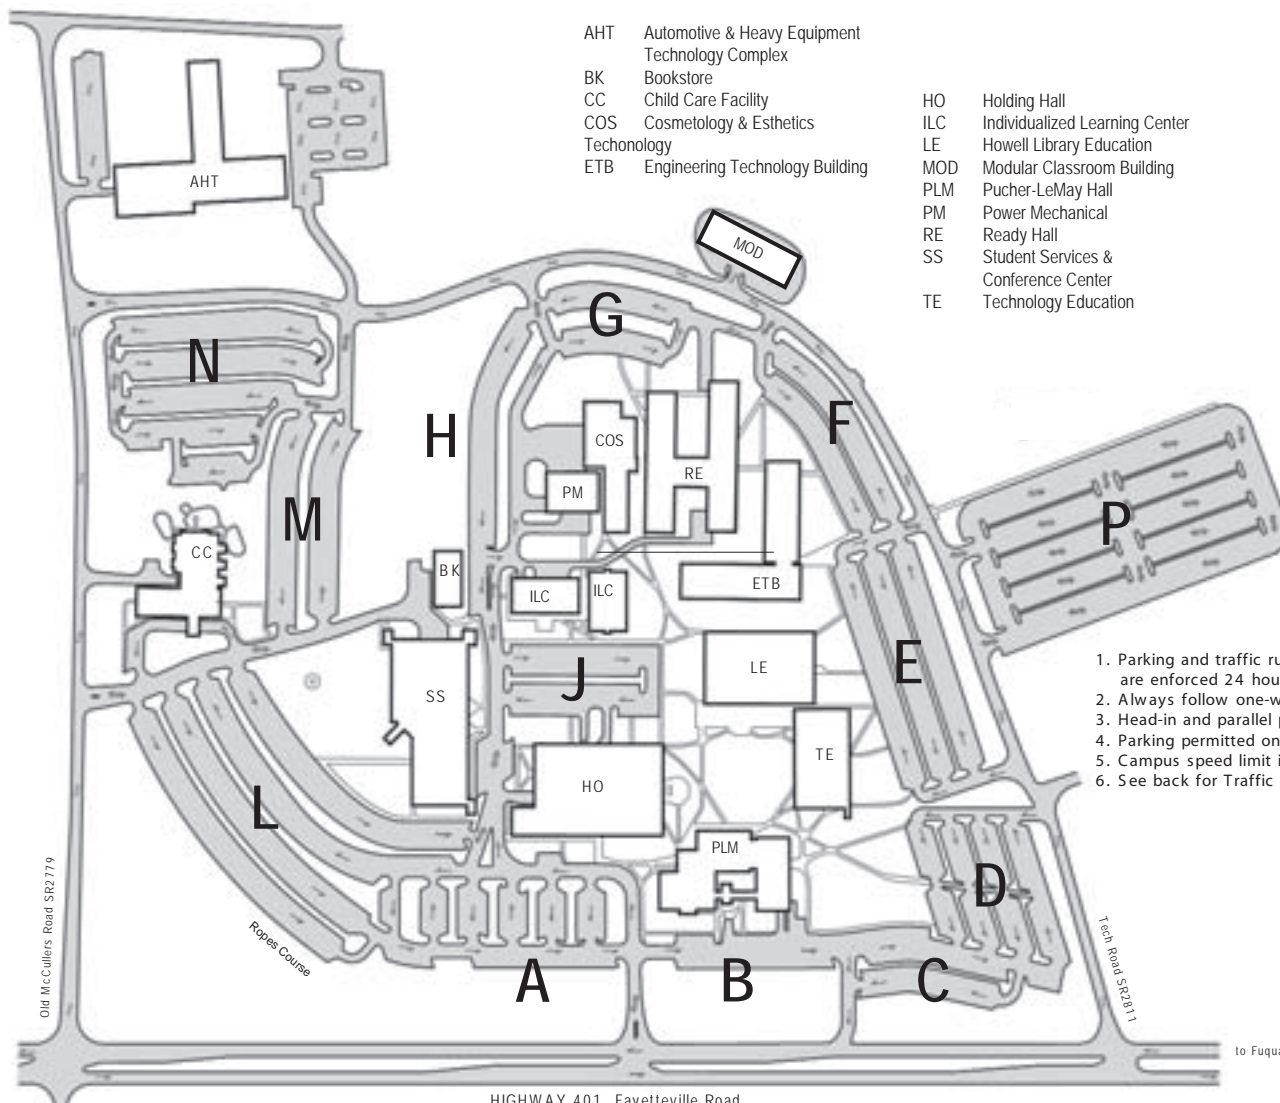 AHT Automotive & Heavy Equipment
Technology Complex
BK Bookstore
CC Child Care Facility
COS Cosmetology & Esthetics
Techonology
ETB Engineering Technology Building
HO Holding Hall
ILC Individualized Learning Center
LE Howell Library Education
MOD Modular Classroom Building
PLM Pucher-LeMay Hall
PM Power Mechanical
RE Ready Hall
SS Student Services &
Conference Center
TE Technology Education
AHT
MOD
G
N
H
F
COS
RE
PM
P
M
CC
BK
ILC
ILC
ETB
LE
E
J
SS
TE
HO
L
PLM
D
A
B
C
1. Parking and traffic ru
are enforced 24 hou
2. Always follow one-w
3. Head-in and parallel p
4. Parking permitted on
5. Campus speed limit i
6. See back for Traffic
Ropes Course
Old McCullers Road SR2779
Tech Road SR2811
to Fuqua
HIGHWAY 401 Fayetteville Road